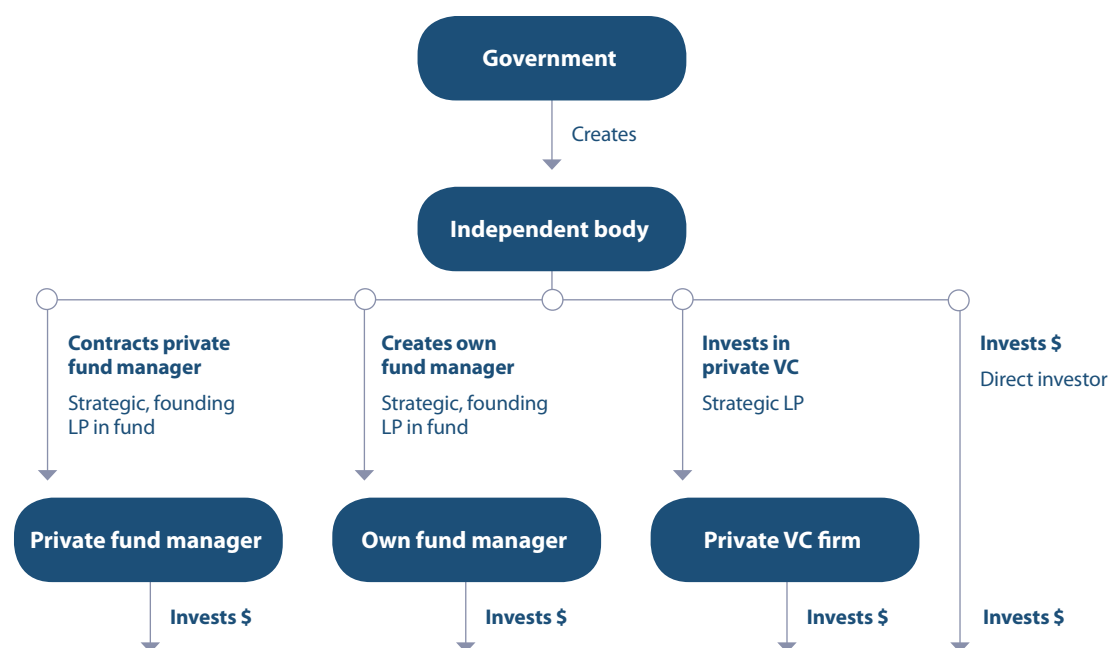 Government
Creates
Independent body
Contracts private
fund manager
Strategic, founding
LP in fund
Creates own
fund manager
Strategic, founding
LP in fund
Invests in
private VC
Strategic LP
Invests $
Direct investor
Private fund manager
Own fund manager
Private VC firm
Invests $
Invests $
Invests $
Invests $